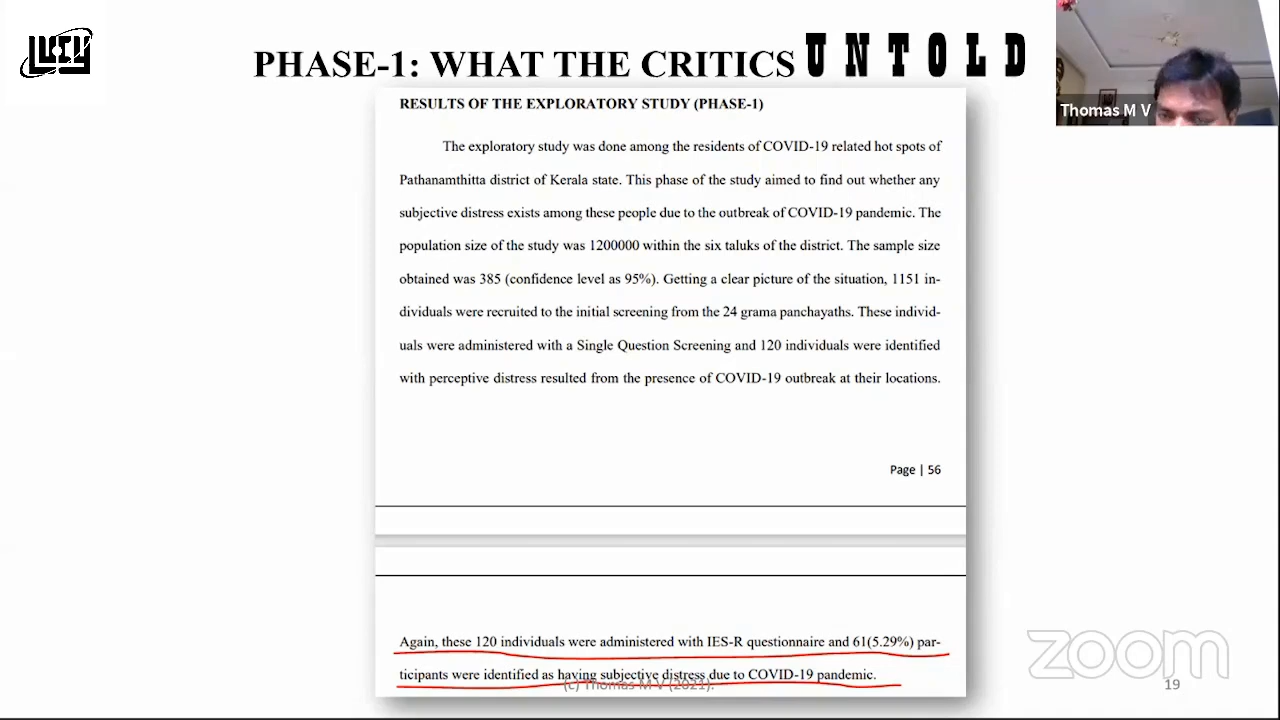 LUCLV
PHASE-1: WHAT THE CRITICS UNTOLD
Thomas M V
RESULTS OF THE EXPLORATORY STUDY (PHASE-1)
The exploratory study was done among the residents of COVID-19 related hot spots of
Pathanamthitta district of Kerala state. This phase of the study aimed to find out whether any
subjective distress exists among these people due to the outbreak of COVID-19 pandemic. The
population size of the study was 1200000 within the six taluks of the district. The sample size
obtained was 385 (confidence level as 95%). Getting a clear picture of the situation, 1151 in-
dividuals were recruited to the initial screening from the 24 grama panchayaths. These individ-
uals were administered with a Single Question Screening and 120 individuals were identified
with perceptive distress resulted from the presence of COVID-19 outbreak at their locations.
Page | 56
Again, these 120 individuals were administered with IES-R questionnaire and 61(5.29%) par-
ticipants were identified as having subjective distress due to COVID-19 pandemic.
(c) Thomas M V (2021).
19
zoom